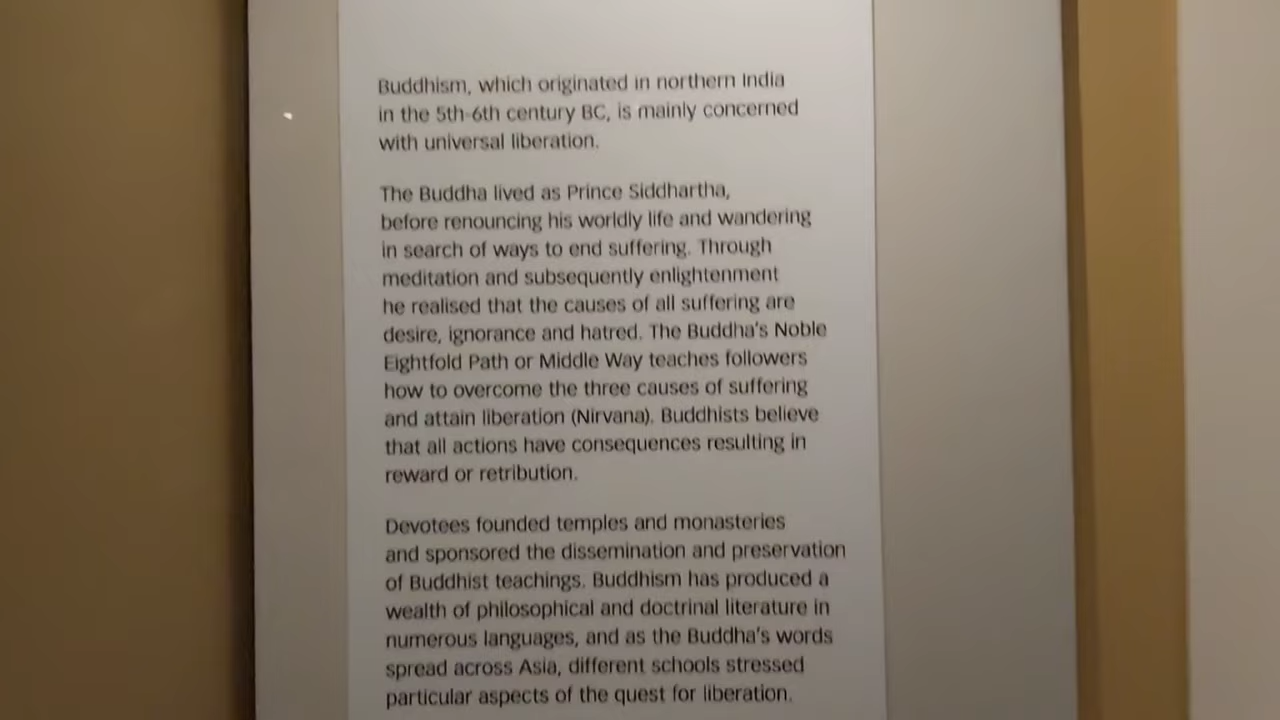 Buddhism, which originated in northern India
in the 5th-6th century BC, is mainly concerned
with universal liberation.
The Buddha lived as Prince Siddhartha,
before renouncing his worldly life and wandering
in search of ways to end suffering. Through
meditation and subsequently enlightenment
he realised that the causes of all suffering are
desire, ignorance and hatred. The Buddha's Noble
Eightfold Path or Middle Way teaches followers
how to overcome the three causes of suffering
and attain liberation (Nirvana). Buddhists believe
that all actions have consequences resulting in
reward or retribution.
Devotees founded temples and monasteries
and sponsored the dissemination and preservation
of Buddhist teachings. Buddhism has produced a
wealth of philosophical and doctrinal literature in
numerous languages, and as the Buddha's words
spread across Asia, different schools stressed
particular aspects of the quest for liberation.